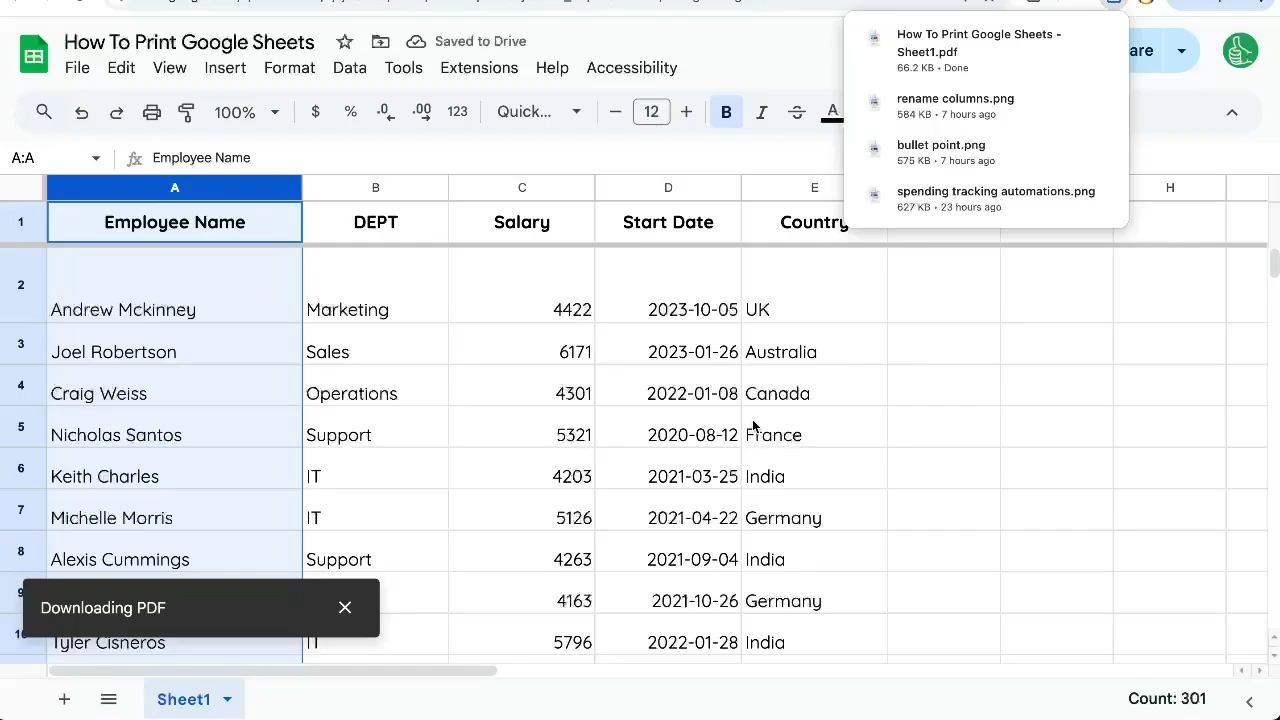 How To Print Google Sheets
Saved to Drive
File Edit View Insert Format Data Tools Extensions Help Accessibility
100% $ % .0 .00 123 Quick... 12 B I A
A:A fx Employee Name
How To Print Google Sheets -
Sheet1.pdf
66.2 KB • Done
rename columns.png
584 KB • 7 hours ago
bullet point.png
575 KB • 7 hours ago
spending tracking automations.png
627 KB • 23 hours ago
are
A B C D E H
1 Employee Name DEPT Salary Start Date Country
2 Andrew Mckinney Marketing 4422 2023-10-05 UK
3 Joel Robertson Sales 6171 2023-01-26 Australia
4 Craig Weiss Operations 4301 2022-01-08 Canada
5 Nicholas Santos Support 5321 2020-08-12 France
6 Keith Charles IT 4203 2021-03-25 India
7 Michelle Morris IT 5126 2021-04-22 Germany
8 Alexis Cummings Support 4263 2021-09-04 India
9 4163 2021-10-26 Germany
10 Tyler Cisneros IT 5796 2022-01-28 India
Downloading PDF
Sheet1
Count: 301